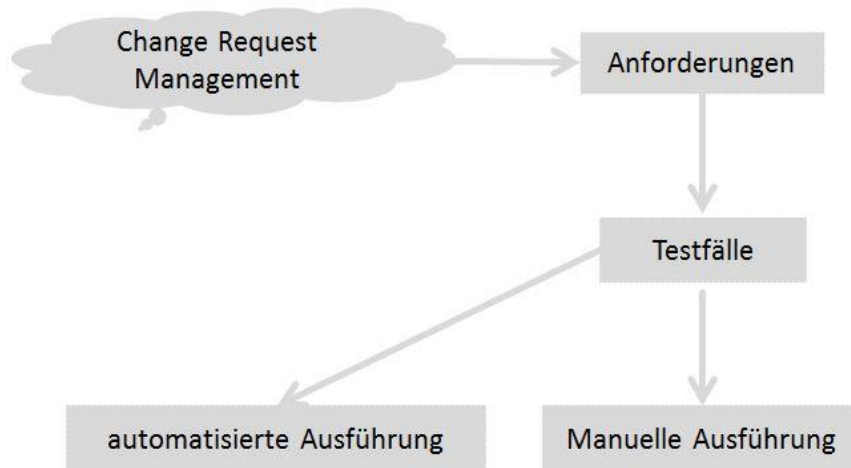 Change Request
Management
Anforderungen
Testfälle
automatisierte Ausführung
Manuelle Ausführung